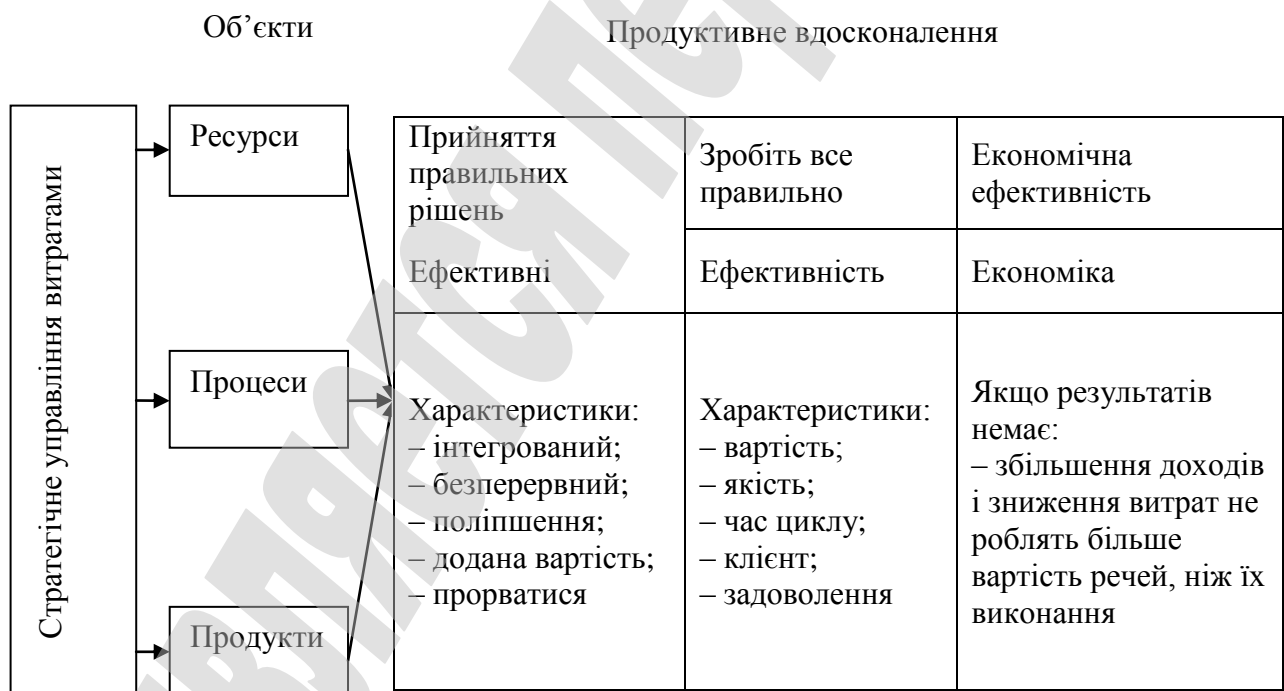 Об’єкти
Продуктивне вдосконалення
Стратегічне управління витратами
Ресурси
Процеси
Продукти
Прийняття
правильних
рішень
Ефективні
Зробіть все
правильно
Ефективність
Економічна
ефективність
Економіка
Характеристики:
– інтегрований;
– безперервний;
– поліпшення;
– додана вартість;
– прорватися
Характеристики:
– вартість;
– якість;
– час циклу;
– клієнт;
– задоволення
Якщо результатів
немає:
– збільшення доходів
і зниження витрат не
роблять більше
вартість речей, ніж їх
виконання